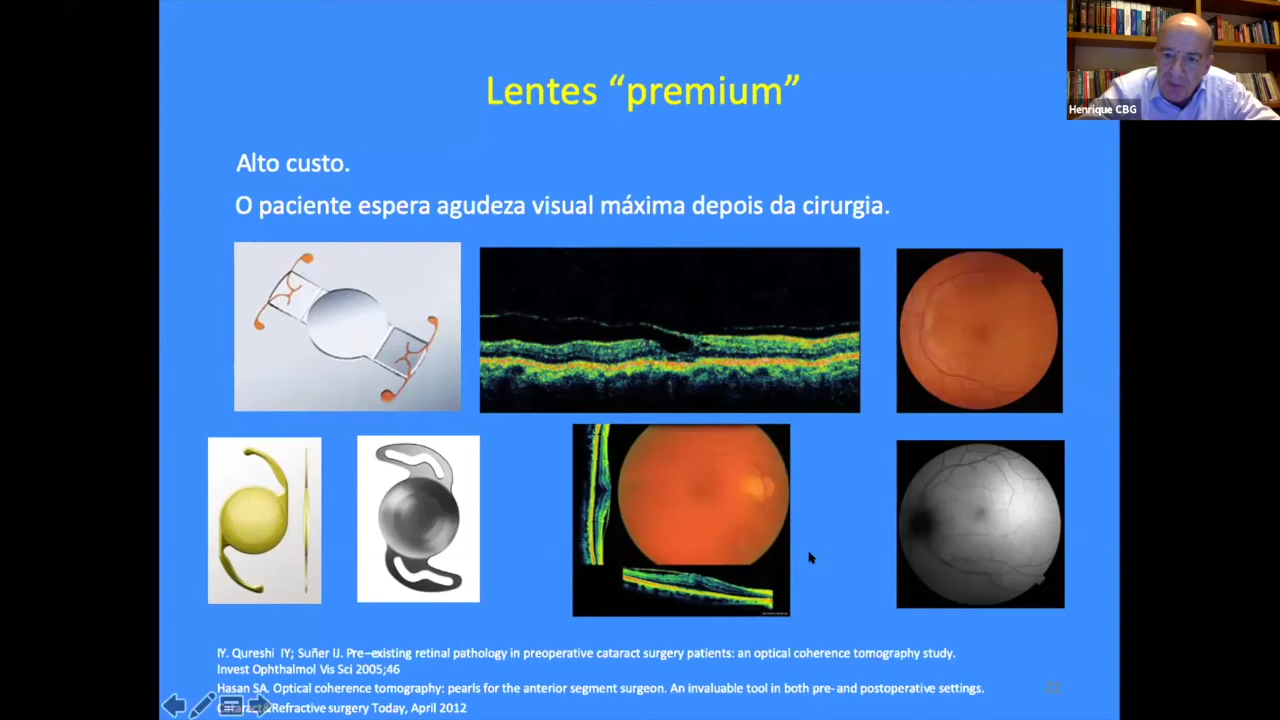 Lentes “premium”
Henrique CBG
Alto custo.
O paciente espera agudeza visual máxima depois da cirurgia.
IY. Qureshi IY; Suñer IJ. Pre–existing retinal pathology in preoperative cataract surgery patients: an optical coherence tomography study.
Invest Ophthalmol Vis Sci 2005;46
Hasan SA. Optical coherence tomography: pearls for the anterior segment surgeon. An invaluable tool in both pre- and postoperative settings.
Cataract&Refractive surgery Today, April 2012